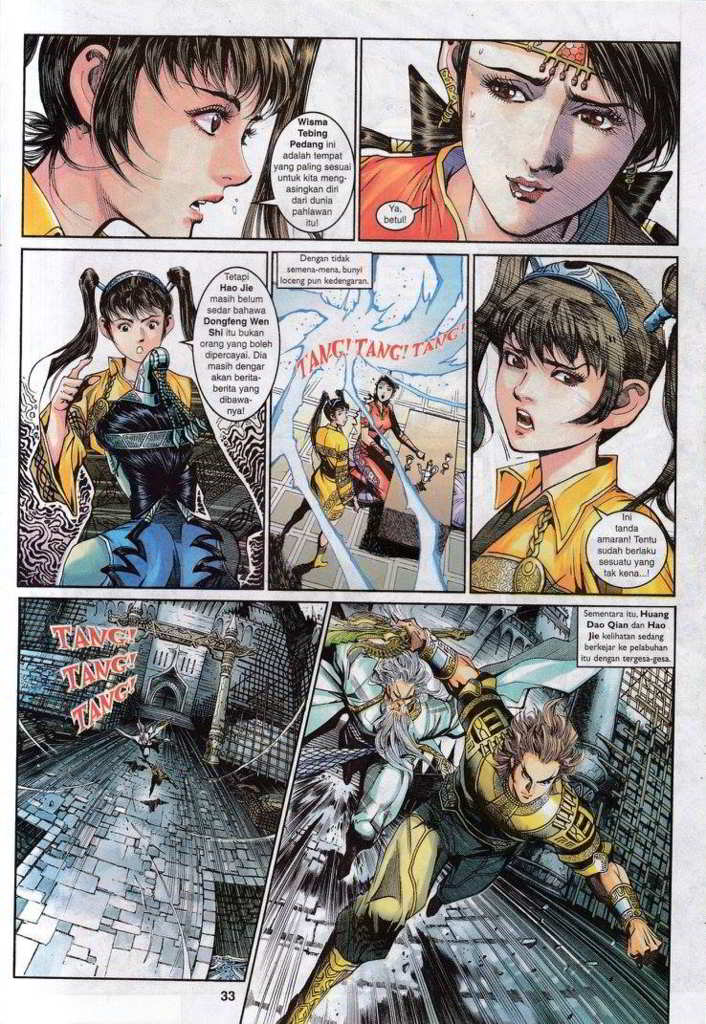 Wisma
Tebing
Pedang ini
adalah tempat
yang paling sesuai
untuk kita meng-
asingkan diri
dari dunia
pahlawan
itu!
Ya,
betul!
Tetapi
Hao Jie
masih belum
sedar bahawa
Dongfeng Wen
Shi itu bukan
orang yang boleh
dipercayai. Dia
masih dengar
akan berita-
berita yang
dibawa-
nya!
Dengan tidak
semena-mena, bunyi
loceng pun kedengaran.
TANG! TANG! TANG!
Ini
tanda
amaran! Tentu
sudah berlaku
sesuatu yang
tak kena...!
TANG!
TANG!
TANG!
Sementara itu, Huang
Dao Qian dan Hao
Jie kelihatan sedang
berkejar ke pelabuhan
itu dengan tergesa-gesa.
33